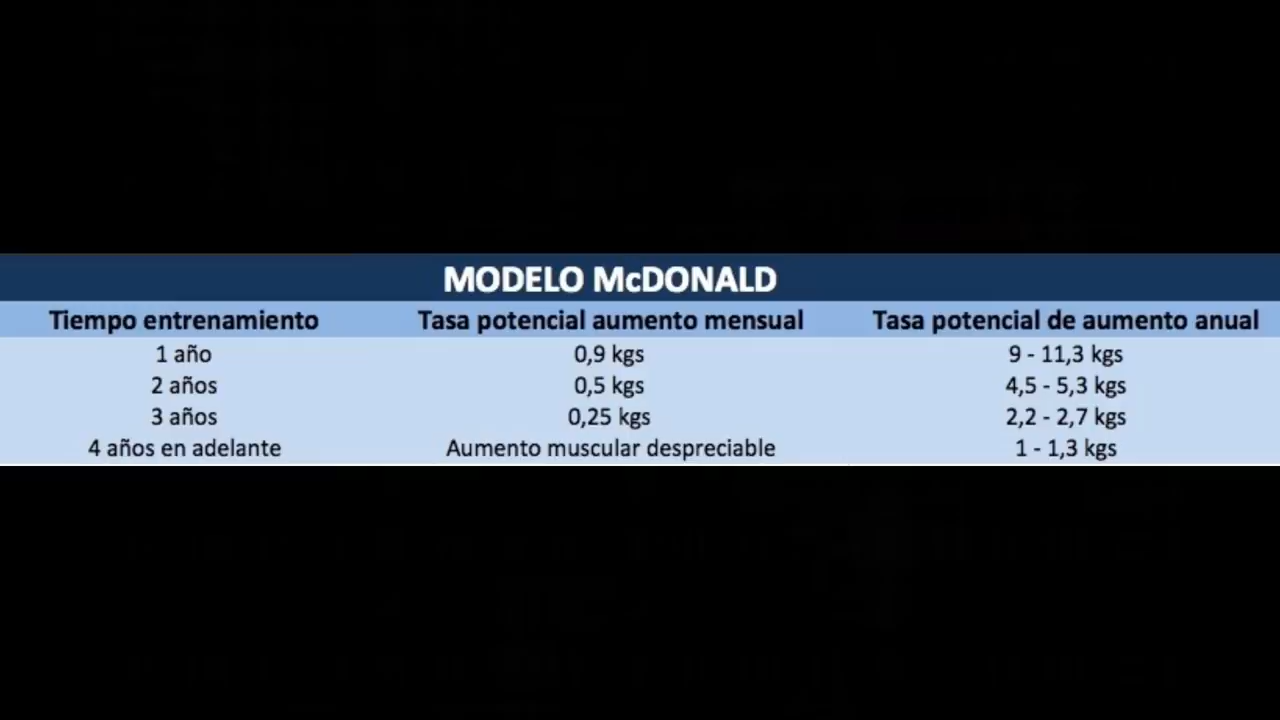 MODELO McDONALD
Tiempo entrenamiento Tasa potencial aumento mensual Tasa potencial de aumento anual
1 año 0,9 kgs 9 - 11,3 kgs
2 años 0,5 kgs 4,5 - 5,3 kgs
3 años 0,25 kgs 2,2 - 2,7 kgs
4 años en adelante Aumento muscular despreciable 1 - 1,3 kgs